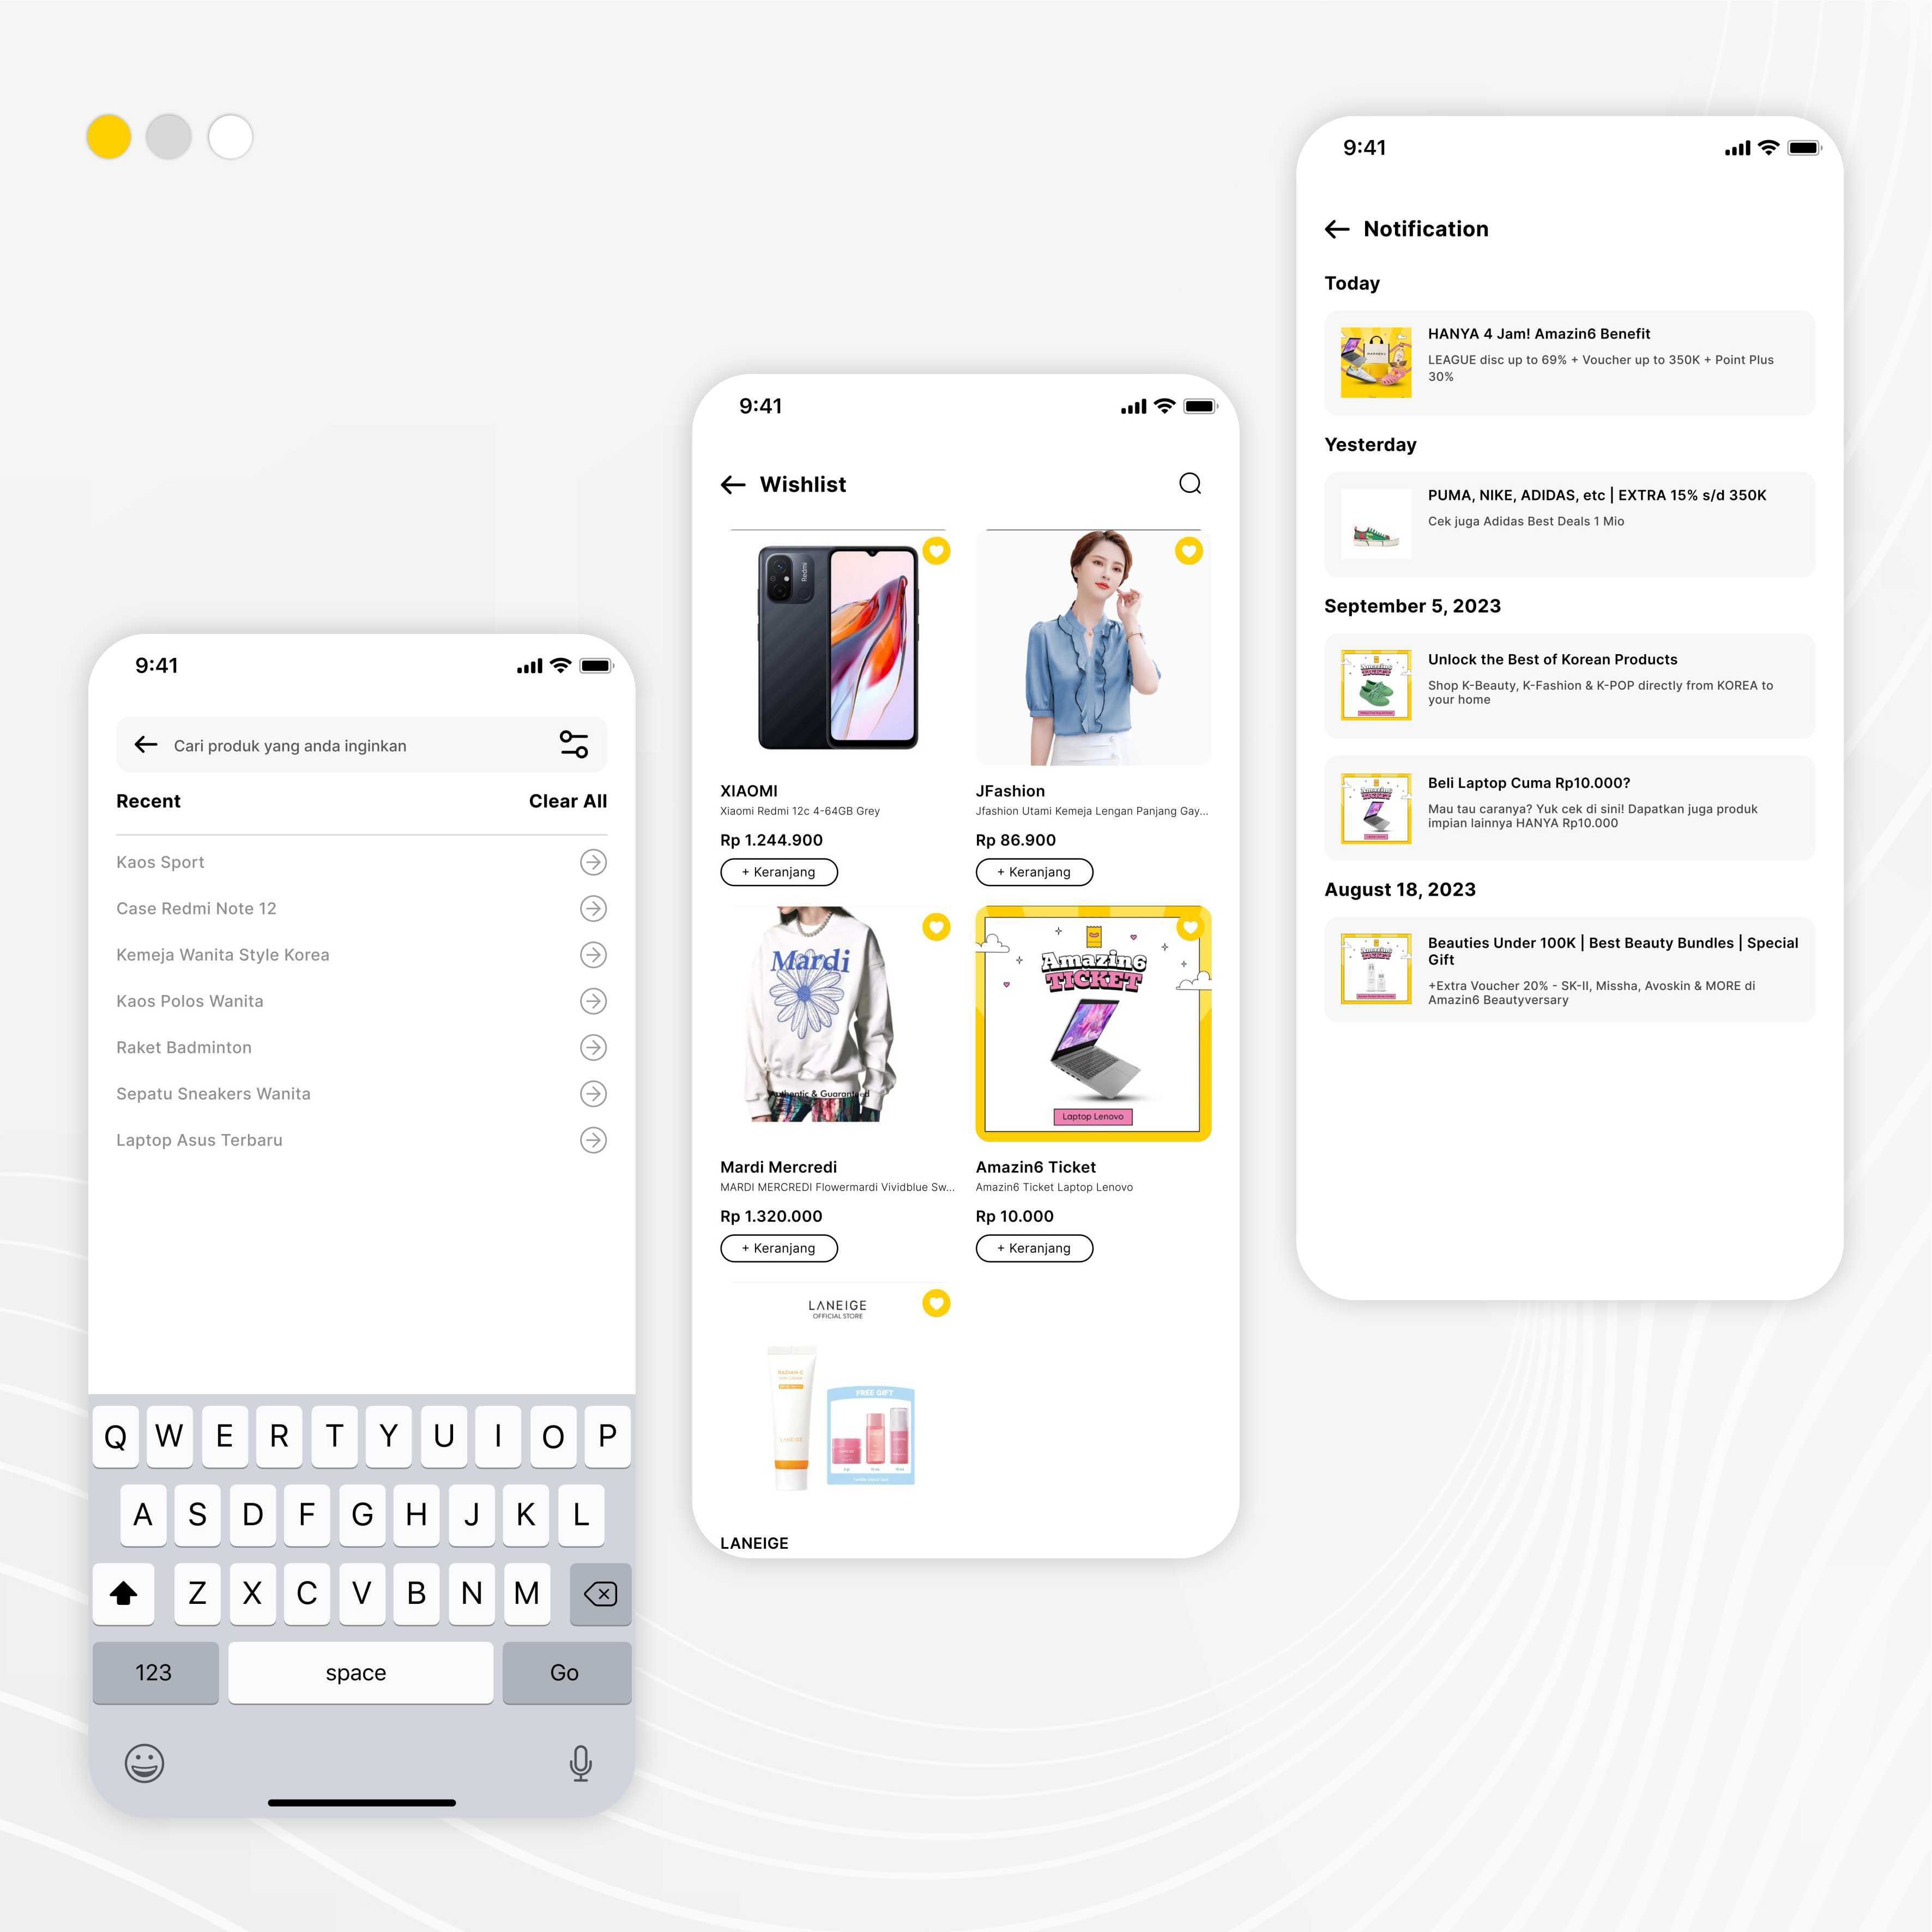 9:41
Cari produk yang anda inginkan
Recent
Clear All
Kaos Sport
Case Redmi Note 12
Kemeja Wanita Style Korea
Kaos Polos Wanita
Raket Badminton
Sepatu Sneakers Wanita
Laptop Asus Terbaru
Q W E R T Y U I O P
A S D F G H J K L
Z X C V B N M
123 space Go
9:41
Wishlist
Redmi
XIAOMI
Xiaomi Redmi 12c 4-64GB Grey
Rp 1.244.900
+ Keranjang
JFashion
Jfashion Utami Kemeja Lengan Panjang Gay...
Rp 86.900
+ Keranjang
Mardi
Authentic & Guaranteed
Mardi Mercredi
MARDI MERCREDI Flowermardi Vividblue Sw...
Rp 1.320.000
+ Keranjang
Amazin6
TICKET
Laptop Lenovo
Amazin6 Ticket
Amazin6 Ticket Laptop Lenovo
Rp 10.000
+ Keranjang
LANEIGE
OFFICIAL STORE
LANEIGE
FREE GIFT
LANEIGE
9:41
Notification
Today
HANYA 4 Jam! Amazin6 Benefit
LEAGUE disc up to 69% + Voucher up to 350K + Point Plus
30%
Yesterday
PUMA, NIKE, ADIDAS, etc | EXTRA 15% s/d 350K
Cek juga Adidas Best Deals 1 Mio
September 5, 2023
Amazin6
TICKET
Unlock the Best of Korean Products
Shop K-Beauty, K-Fashion & K-POP directly from KOREA to
your home
Amazin6
TICKET
Beli Laptop Cuma Rp10.000?
Mau tau caranya? Yuk cek di sini! Dapatkan juga produk
impian lainnya HANYA Rp10.000
August 18, 2023
Amazin6
TICKET
Beauties Under 100K | Best Beauty Bundles | Special
Gift
+Extra Voucher 20% - SK-II, Missha, Avoskin & MORE di
Amazin6 Beautyversary